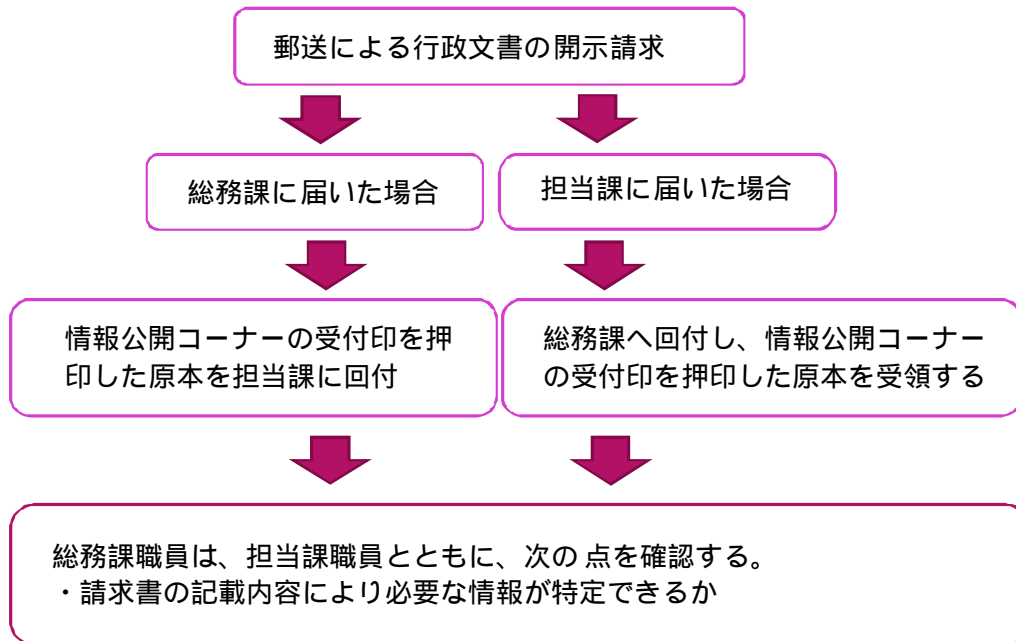 郵送による行政文書の開示請求
総務課に届いた場合
担当課に届いた場合
情報公開コーナーの受付印を押
印した原本を担当課に回付
総務課へ回付し、情報公開コーナー
の受付印を押印した原本を受領する
総務課職員は、担当課職員とともに、次の点を確認する。
・請求書の記載内容により必要な情報が特定できるか